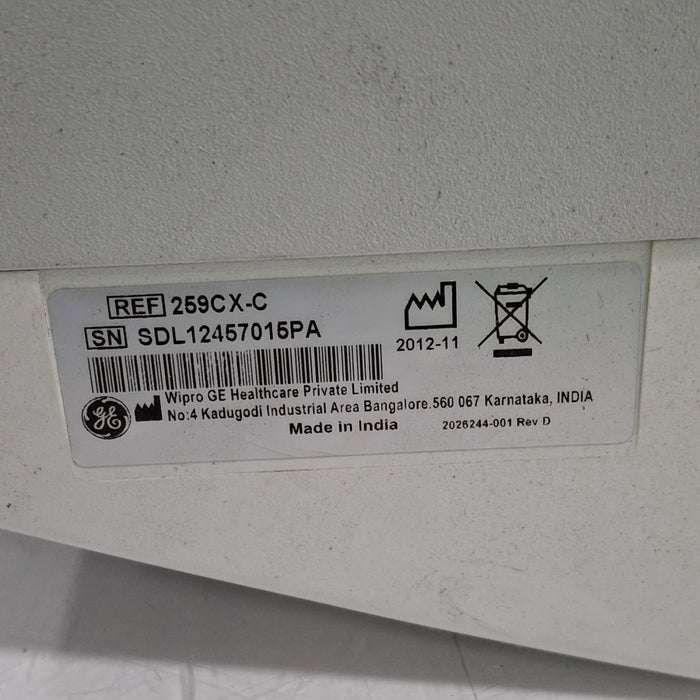 REF 259CX-C
SN SDL12457015PA
2012-11
Wipro GE Healthcare Private Limited
No:4 Kadugodi Industrial Area Bangalore.560 067 Karnataka, INDIA
GE
Made in India
2026244-001 Rev D